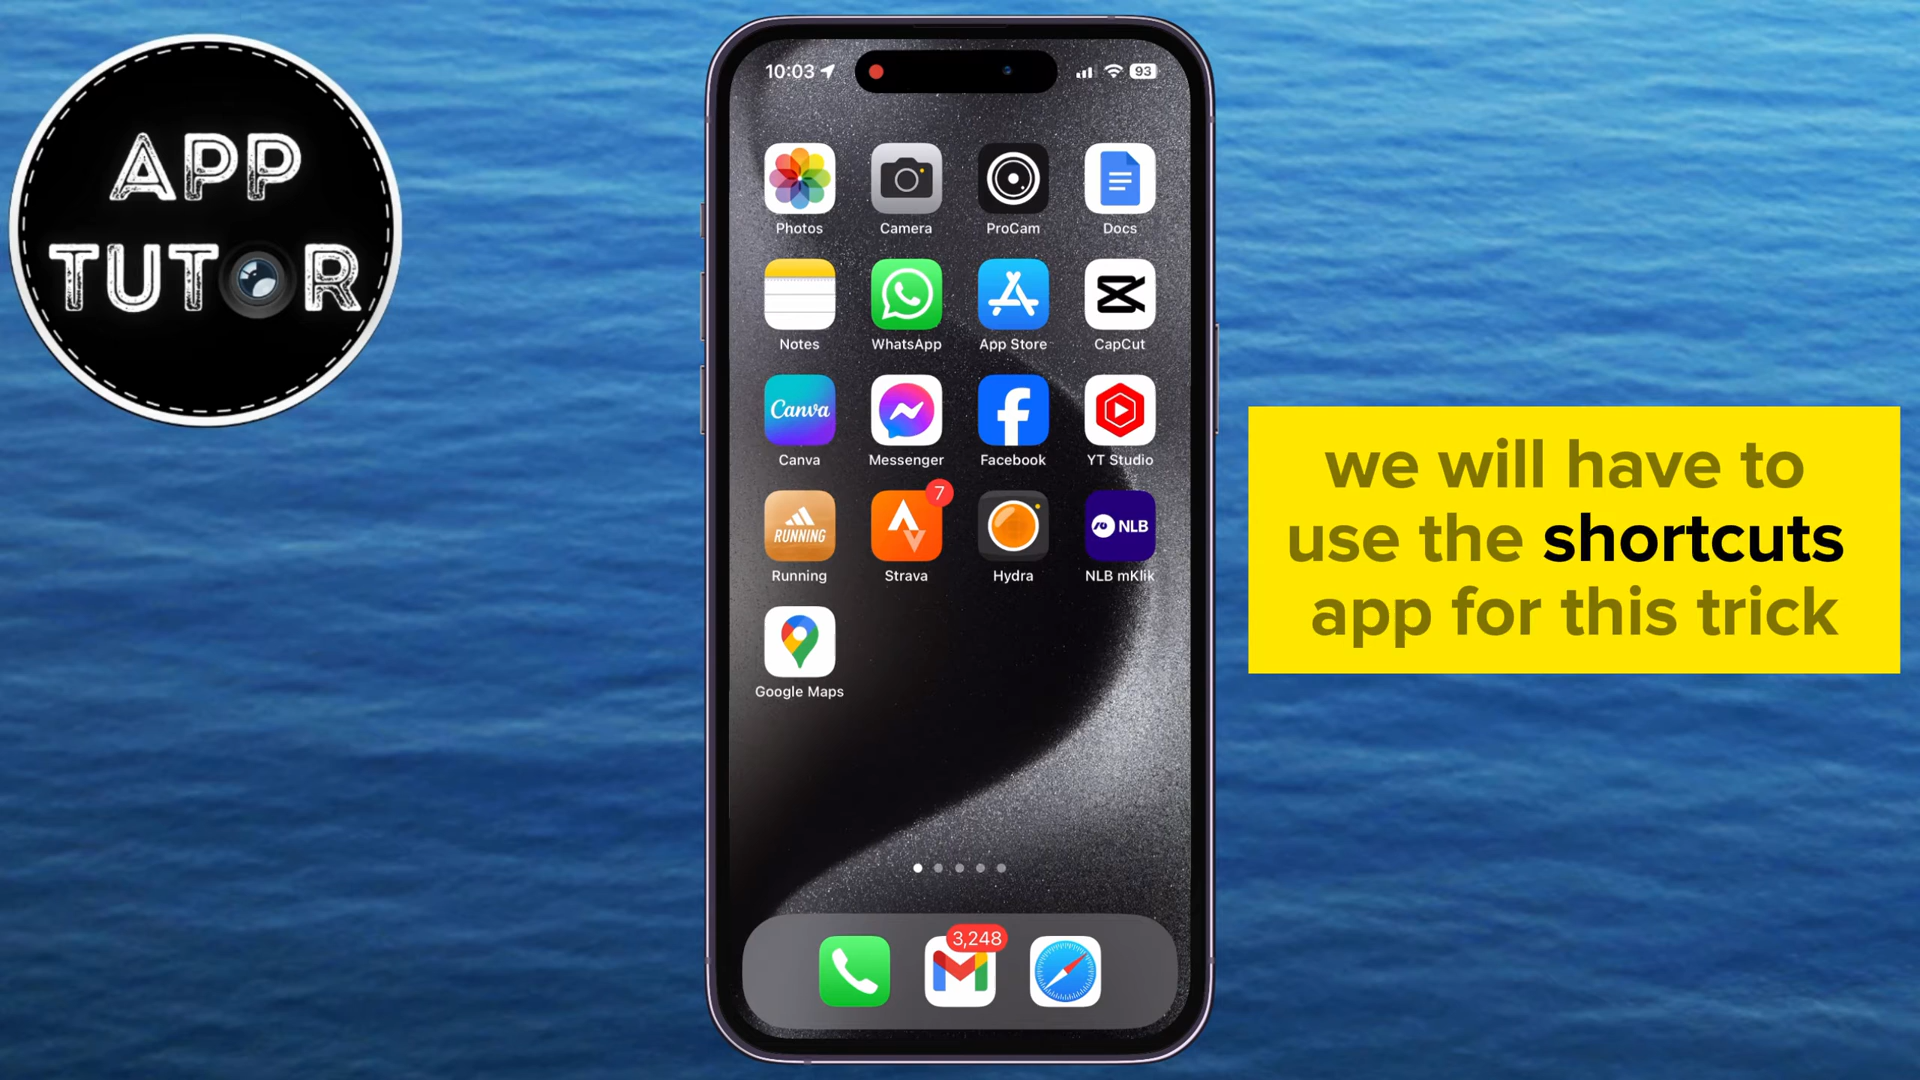 APP
TUTOR
10:03
93
Photos
Camera
ProCam
Docs
Notes
WhatsApp
App Store
CapCut
Canva
Canva
Messenger
Facebook
YT Studio
RUNNING
7
NLB
Running
Strava
Hydra
NLB mKlik
Google Maps
3,248
we will have to
use the shortcuts
app for this trick